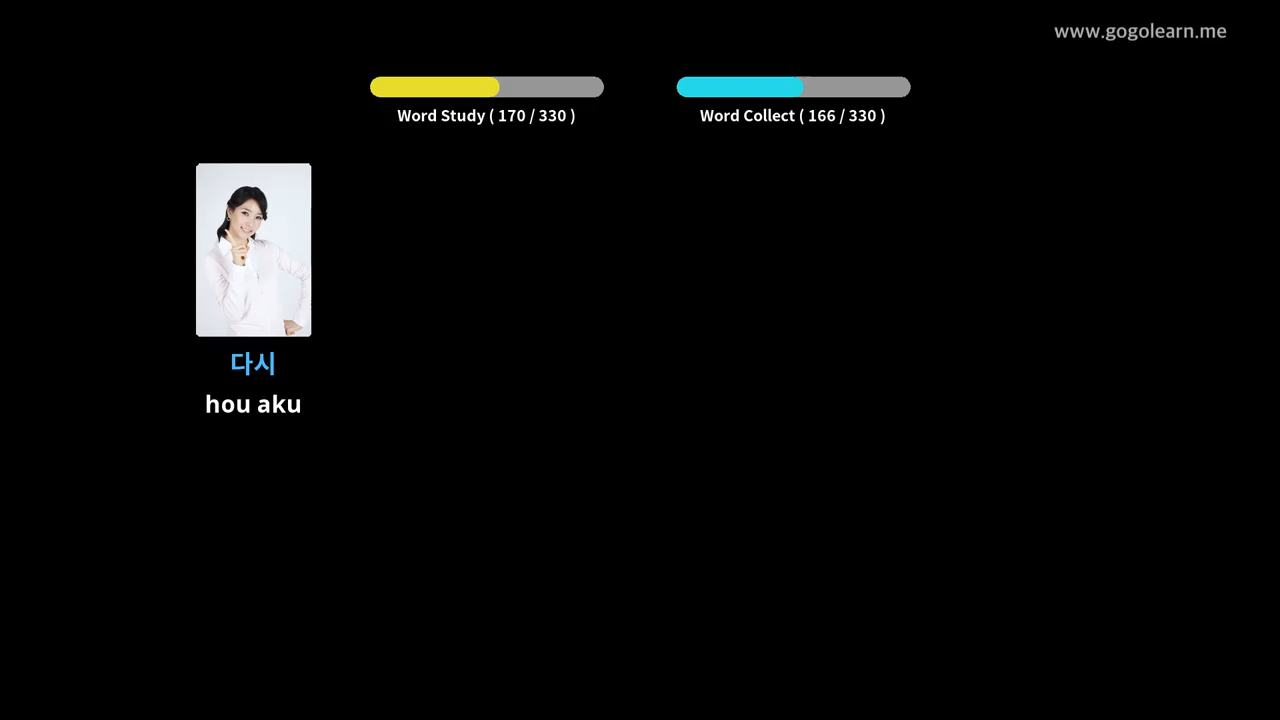 www.gogolearn.me
Word Study ( 170 / 330 )
Word Collect ( 166 / 330 )
다시
hou aku